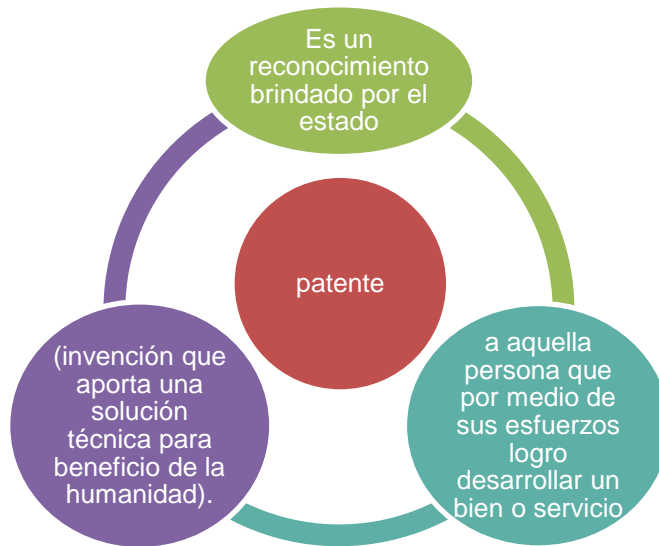 Es un
reconocimiento
brindado por el
estado
patente
a aquella
persona que
por medio de
sus esfuerzos
logro
desarrollar un
bien o servicio
(invención que
aporta una
solución
técnica para
beneficio de la
humanidad).